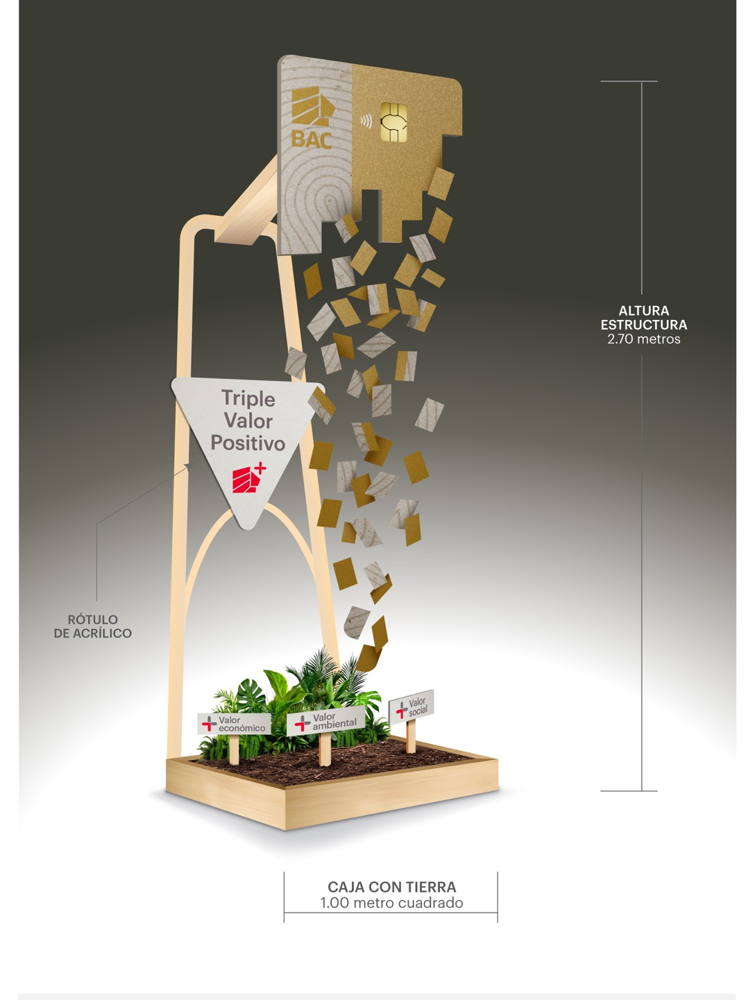 BAC
ALTURA
ESTRUCTURA
2.70 metros
Triple
Valor
Positivo
RÓTULO
DE ACRÍLICO
Valor
económico
Valor
ambiental
Valor
social
CAJA CON TIERRA
1.00 metro cuadrado